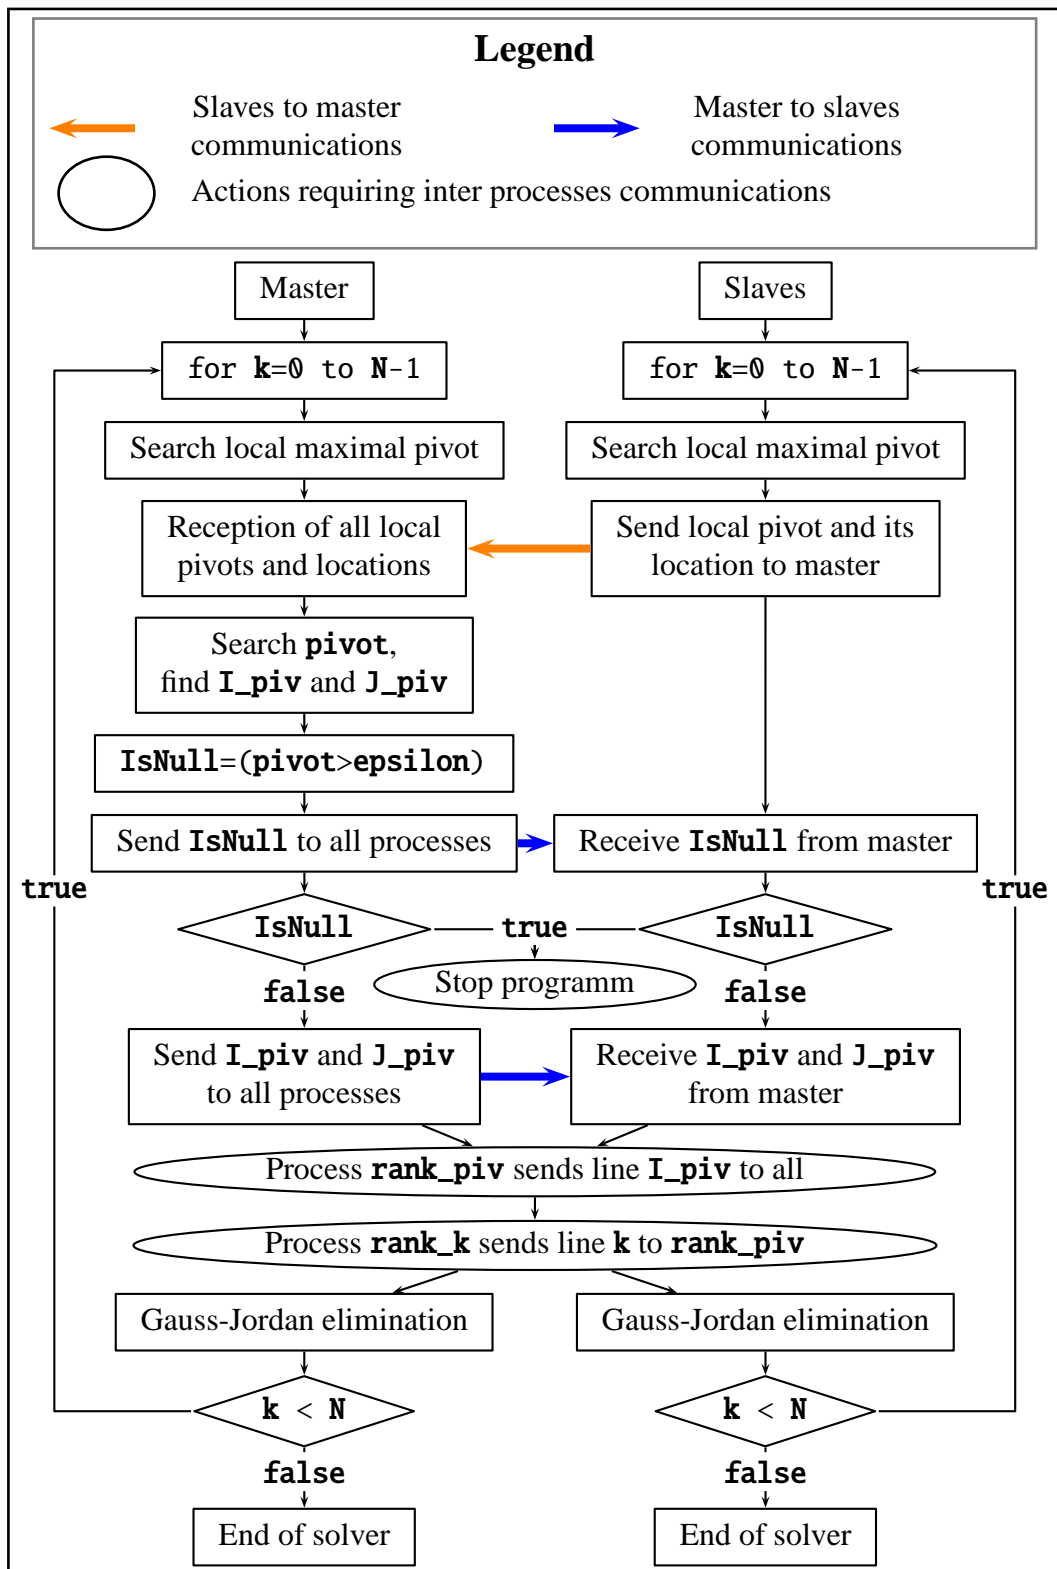 Legend
Slaves to master
communications
Master to slaves
communications
Actions requiring inter processes communications
Master
Slaves
for k=0 to N-1
for k=0 to N-1
Search local maximal pivot
Search local maximal pivot
Reception of all local
pivots and locations
Send local pivot and its
location to master
Search pivot,
find I_piv and J_piv
IsNull=(pivot>epsilon)
Send IsNull to all processes
Receive IsNull from master
true
true
IsNull
true
IsNull
Stop programm
false
false
Send I_piv and J_piv
to all processes
Receive I_piv and J_piv
from master
Process rank_piv sends line I_piv to all
Process rank_k sends line k to rank_piv
Gauss-Jordan elimination
Gauss-Jordan elimination
k < N
k < N
false
false
End of solver
End of solver